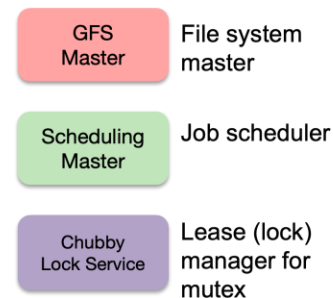 GFS
Master
File system
master
Scheduling
Master
Job scheduler
Chubby
Lock Service
Lease (lock)
manager for
mutex